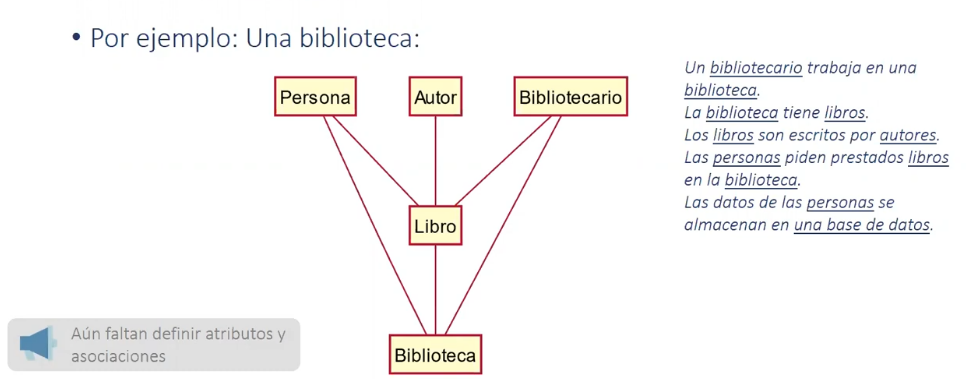 • Por ejemplo: Una biblioteca:
Persona
Autor
Bibliotecario
Libro
Biblioteca
Un bibliotecario trabaja en una
biblioteca.
La biblioteca tiene libros.
Los libros son escritos por autores.
Las personas piden prestados libros
en la biblioteca.
Las datos de las personas se
almacenan en una base de datos.
Aún faltan definir atributos y
asociaciones